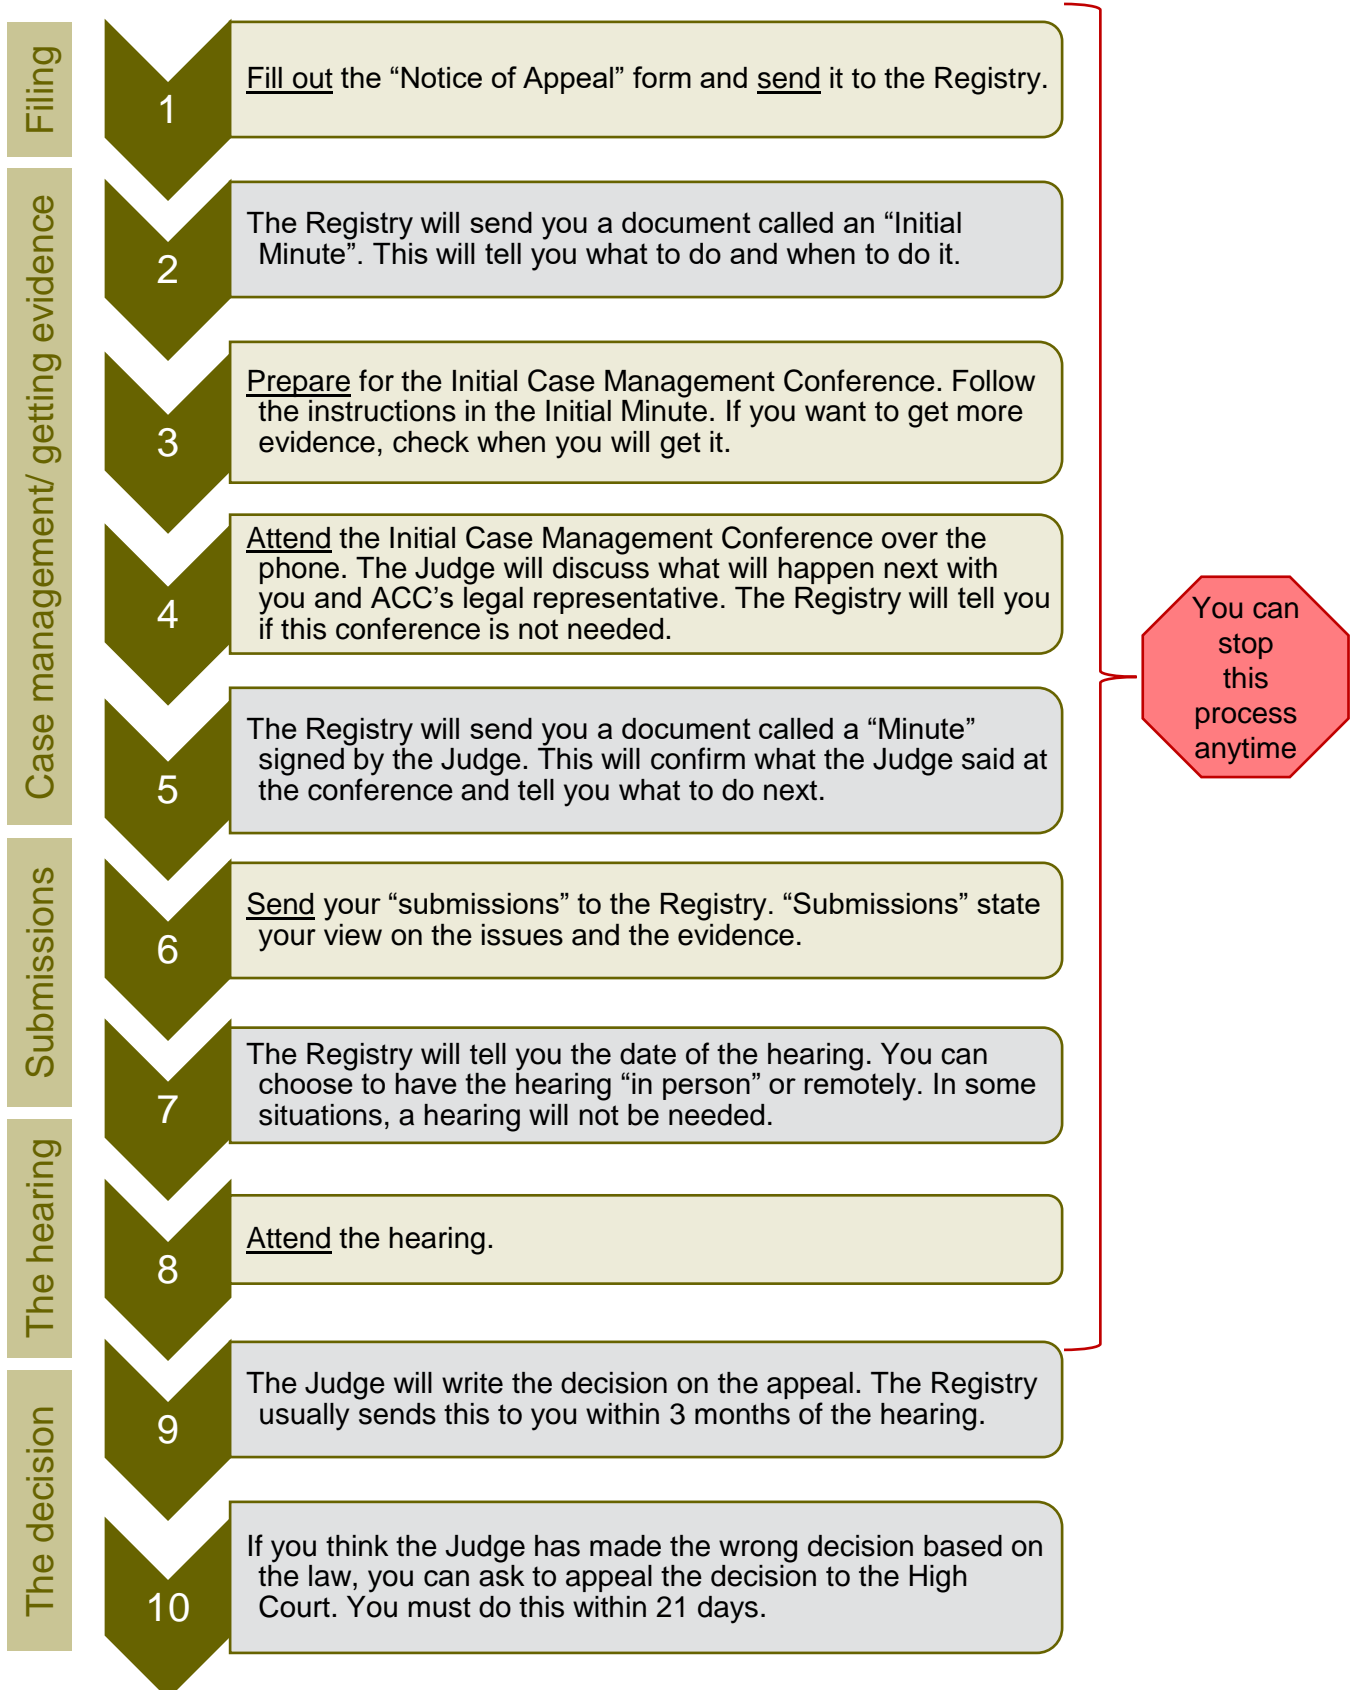 Filing
1
Fill out the “Notice of Appeal” form and send it to the Registry.
Case management/ getting evidence
2
The Registry will send you a document called an “Initial
Minute”. This will tell you what to do and when to do it.
3
Prepare for the Initial Case Management Conference. Follow
the instructions in the Initial Minute. If you want to get more
evidence, check when you will get it.
4
Attend the Initial Case Management Conference over the
phone. The Judge will discuss what will happen next with
you and ACC’s legal representative. The Registry will tell you
if this conference is not needed.
5
The Registry will send you a document called a “Minute”
signed by the Judge. This will confirm what the Judge said at
the conference and tell you what to do next.
Submissions
6
Send your “submissions” to the Registry. “Submissions” state
your view on the issues and the evidence.
7
The Registry will tell you the date of the hearing. You can
choose to have the hearing “in person” or remotely. In some
situations, a hearing will not be needed.
The hearing
8
Attend the hearing.
The decision
9
The Judge will write the decision on the appeal. The Registry
usually sends this to you within 3 months of the hearing.
10
If you think the Judge has made the wrong decision based on
the law, you can ask to appeal the decision to the High
Court. You must do this within 21 days.
You can
stop
this
process
anytime